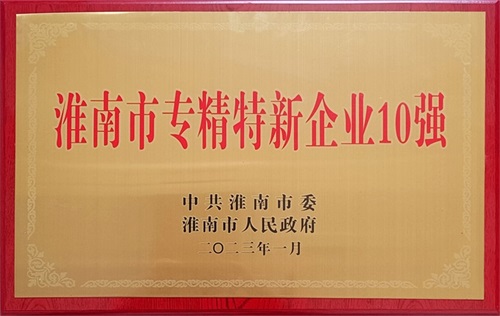 淮南市专精特新企业10强
中共淮南市委
淮南市人民政府
二〇二三年一月